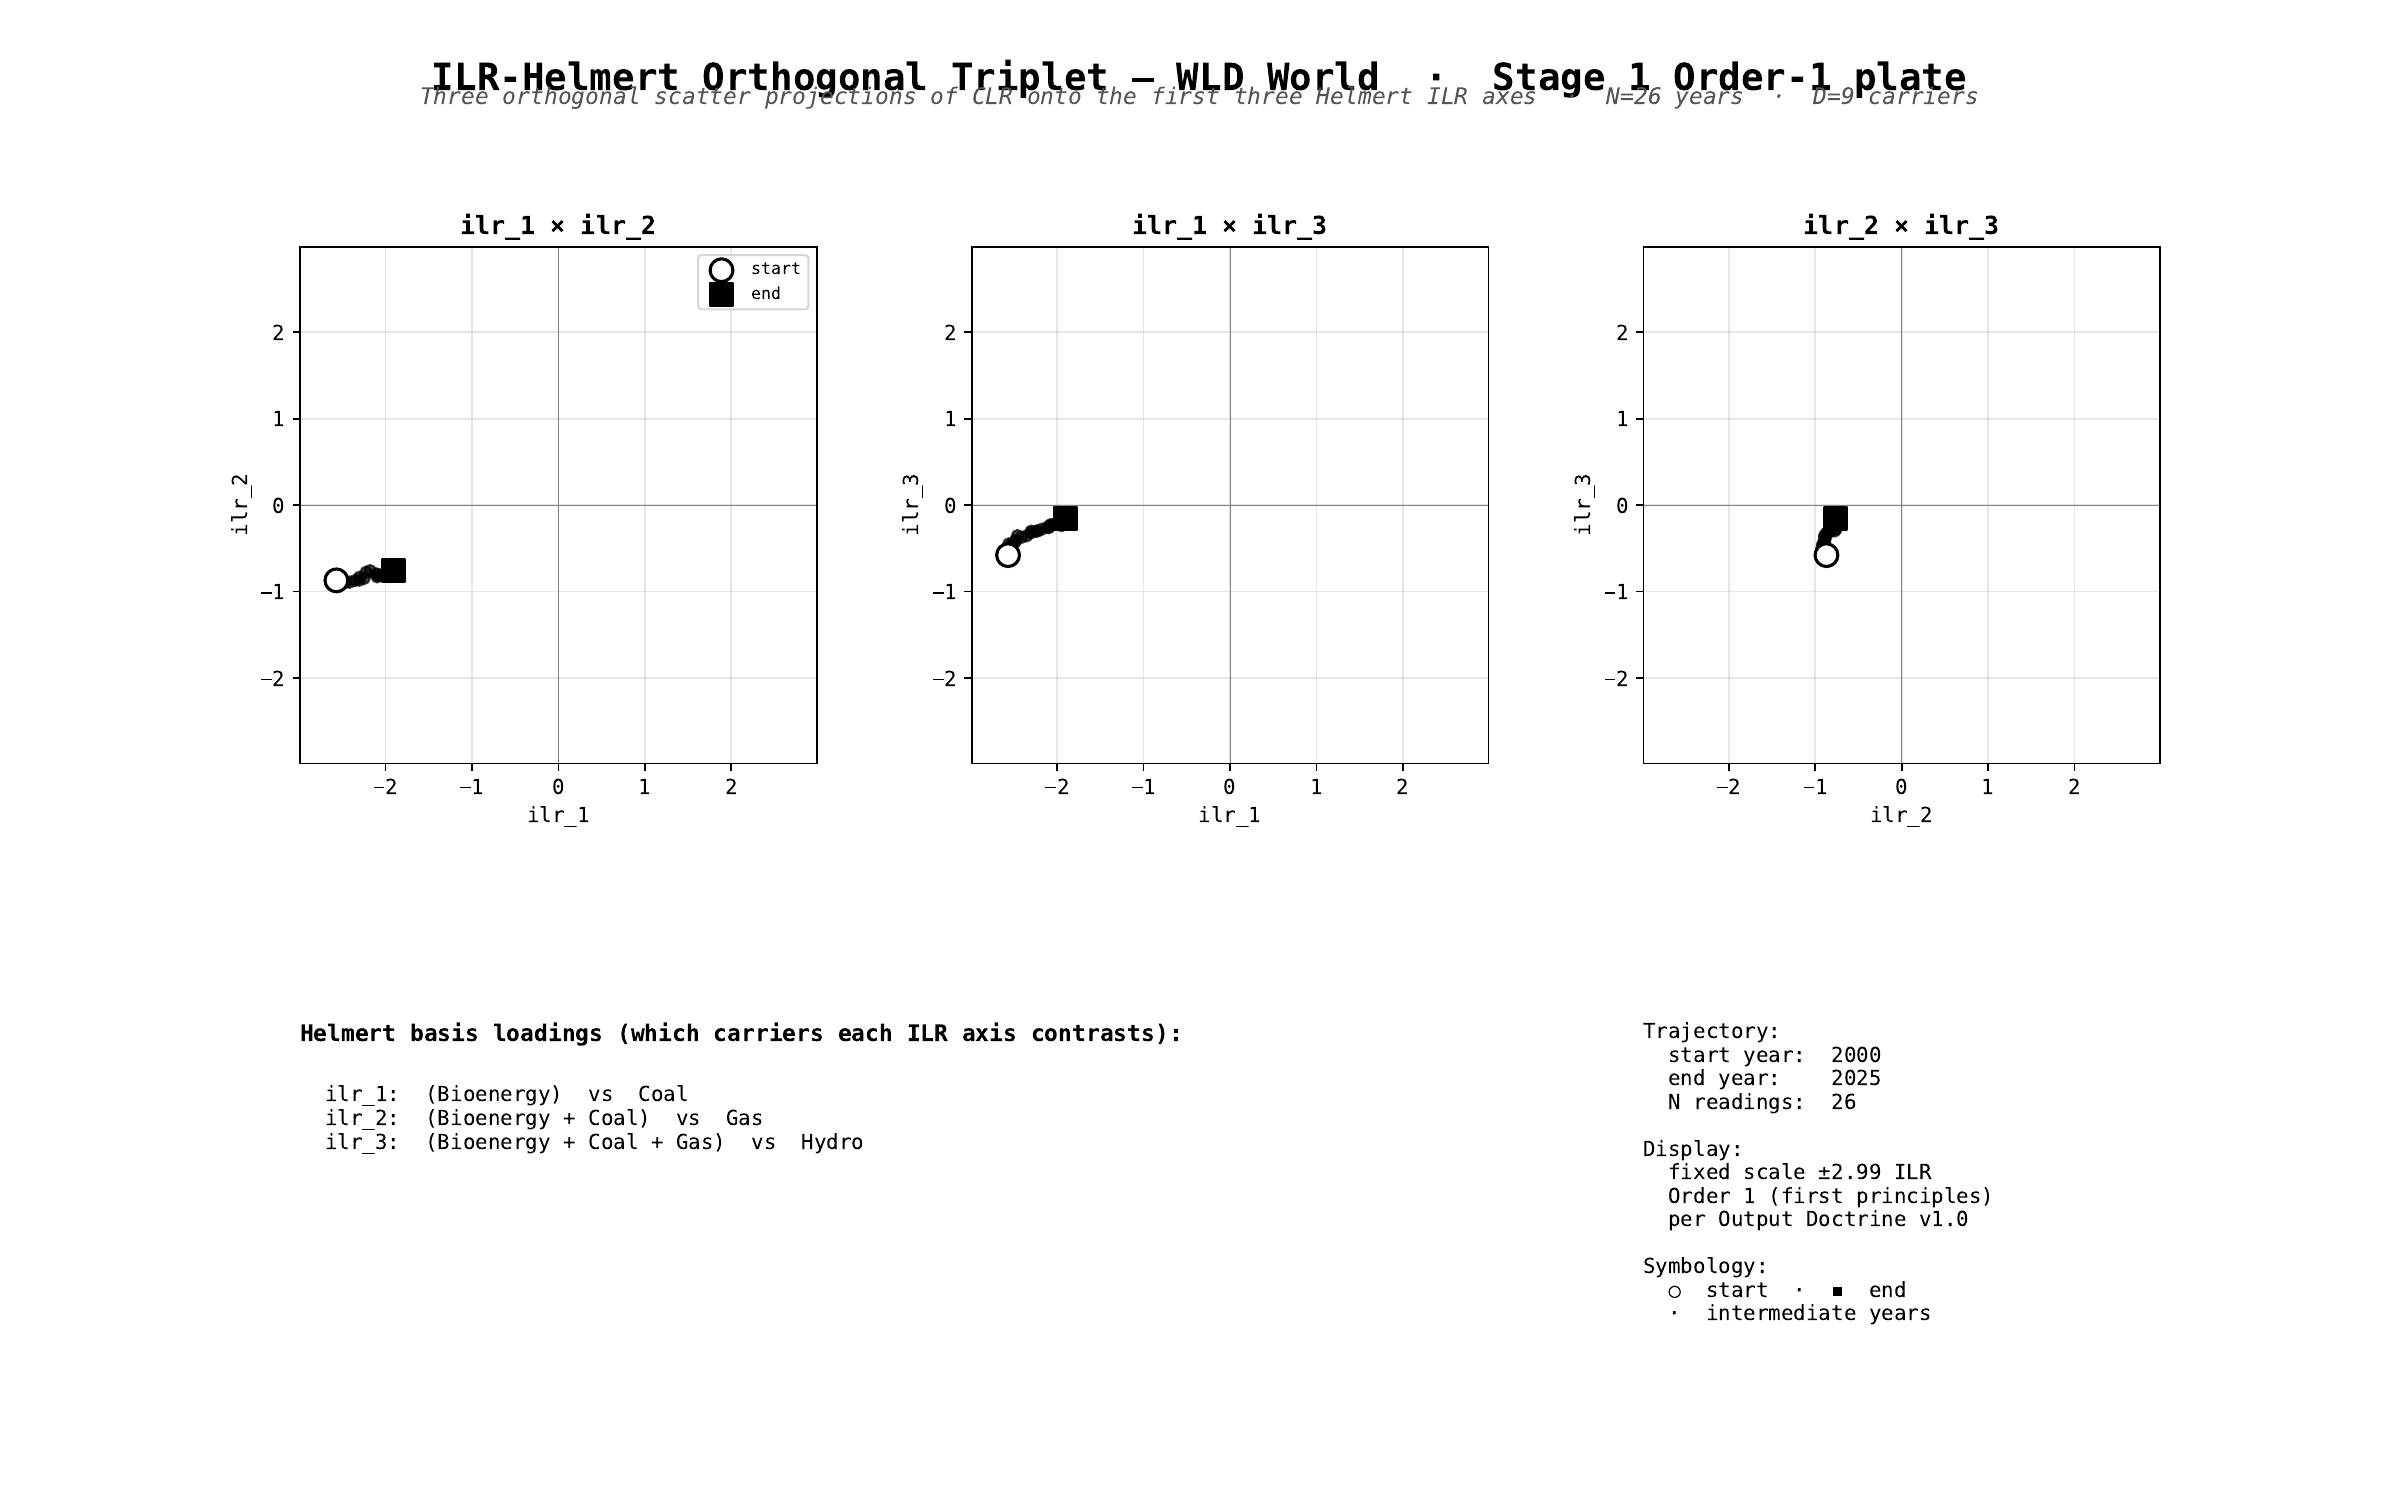 ILR-Helmert Orthogonal Triplet — WLD World · Stage 1 Order-1 plate
Three orthogonal scatter projections of CLR onto the first three Helmert ILR axes · N=26 years · D=9 carriers
ilr_1 × ilr_2
start
end
2
1
0
−1
−2
ilr_2
−2 −1 0 1 2
ilr_1
ilr_1 × ilr_3
2
1
0
−1
−2
ilr_3
−2 −1 0 1 2
ilr_1
ilr_2 × ilr_3
2
1
0
−1
−2
ilr_3
−2 −1 0 1 2
ilr_2
Helmert basis loadings (which carriers each ILR axis contrasts):
ilr_1: (Bioenergy) vs Coal
ilr_2: (Bioenergy + Coal) vs Gas
ilr_3: (Bioenergy + Coal + Gas) vs Hydro
Trajectory:
start year: 2000
end year: 2025
N readings: 26
Display:
fixed scale ±2.99 ILR
Order 1 (first principles)
per Output Doctrine v1.0
Symbology:
○ start · ▪ end
· intermediate years